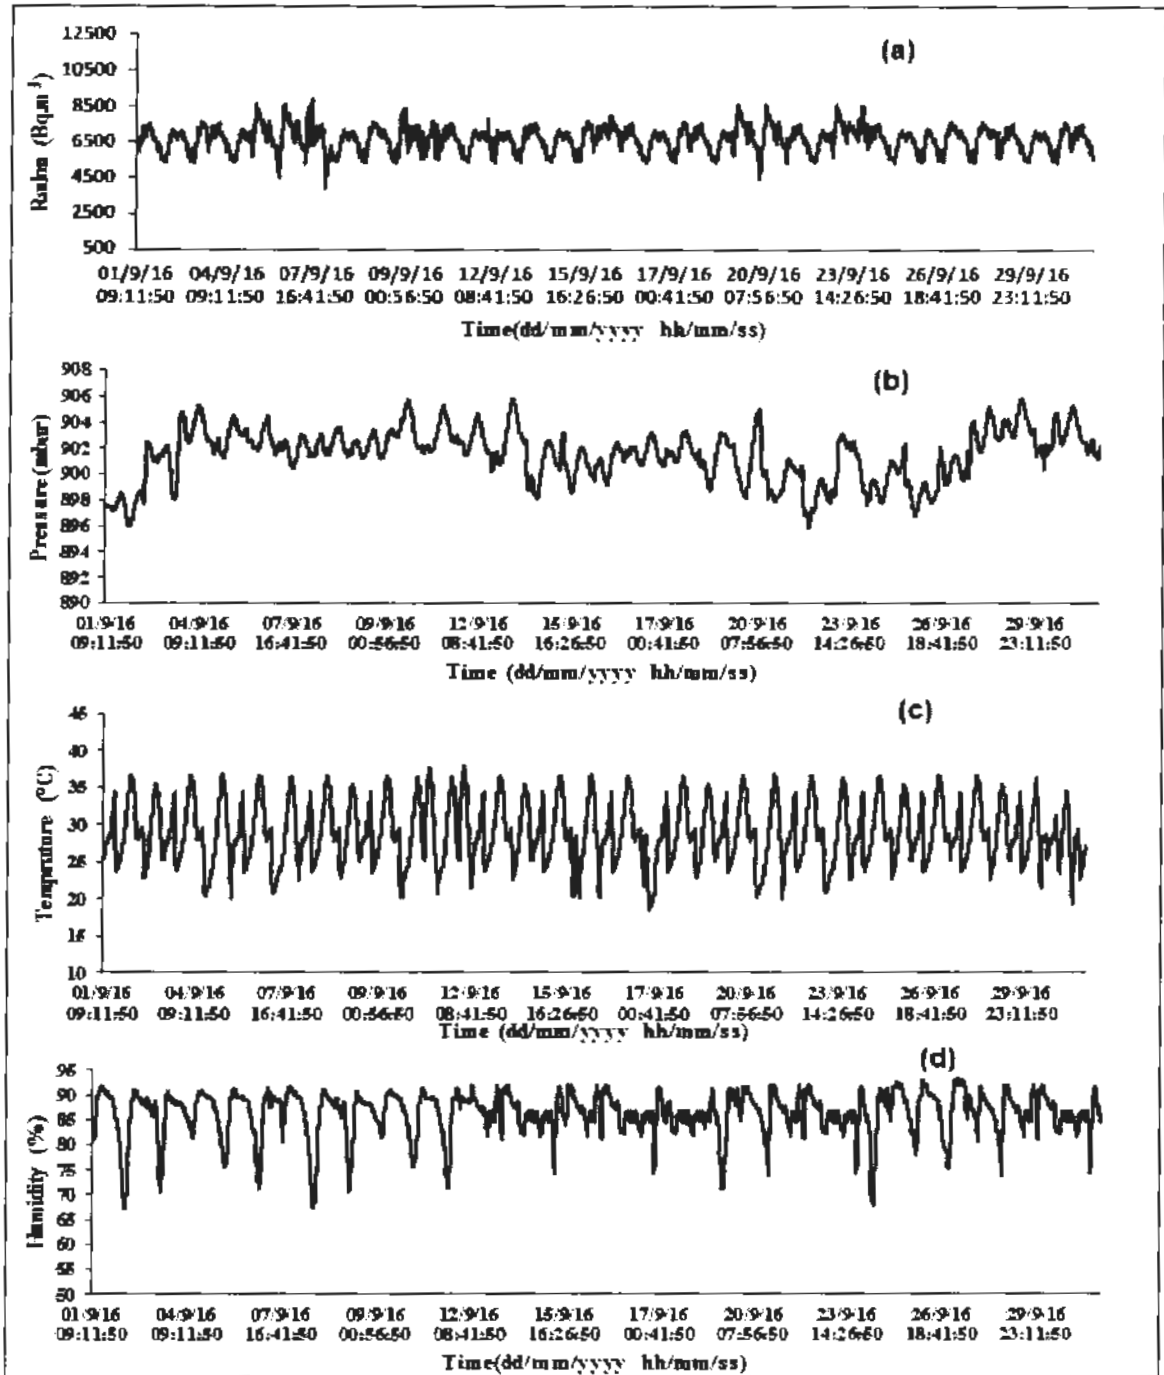 (a)
12500
10500
8500
6500
4500
2500
500
Radon (Bq.m-3)
01/9/16 04/9/16 07/9/16 09/9/16 12/9/16 15/9/16 17/9/16 20/9/16 23/9/16 26/9/16 29/9/16
09:11:50 09:11:50 16:41:50 00:56:50 08:41:50 16:26:50 00:41:50 07:56:50 14:26:50 18:41:50 23:11:50
Time(dd/mm/yyyy hh/mm/ss)
(b)
908
906
904
902
900
898
896
894
892
890
Pressure(mbar)
01/9/16 04/9/16 07/9/16 09/9/16 12/9/16 15/9/16 17/9/16 20/9/16 23/9/16 26/9/16 29/9/16
09:11:50 09:11:50 16:41:50 00:56:50 08:41:50 16:26:50 00:41:50 07:56:50 14:26:50 18:41:50 23:11:50
Time (dd/mm/yyyy hh/mm/ss)
(c)
45
40
35
30
25
20
15
10
Temprature (°C)
01/9/16 04/9/16 07/9/16 09/9/16 12/9/16 15/9/16 17/9/16 20/9/16 23/9/16 26/9/16 29/9/16
09:11:50 09:11:50 16:41:50 00:56:50 08:41:50 16:26:50 00:41:50 07:56:50 14:26:50 18:41:50 23:11:50
Time (dd/mm/yyyy hh/mm/ss)
(d)
95
90
85
80
75
70
65
60
55
50
Humidity (%)
01/9/16 04/9/16 07/9/16 09/9/16 12/9/16 15/9/16 17/9/16 20/9/16 23/9/16 26/9/16 29/9/16
09:11:50 09:11:50 16:41:50 00:56:50 08:41:50 16:26:50 00:41:50 07:56:50 14:26:50 18:41:50 23:11:50
Time(dd/mm/yyyy hh/mm/ss)